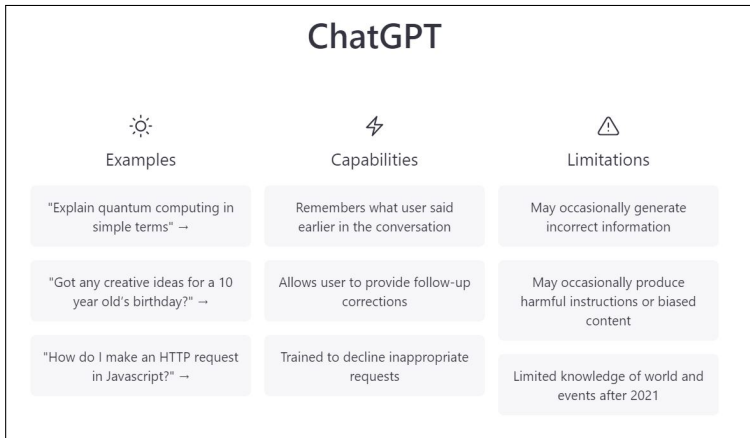 ChatGPT
Examples
"Explain quantum computing in
simple terms" →
"Got any creative ideas for a 10
year old's birthday?" →
"How do I make an HTTP request
in Javascript?" →
Capabilities
Remembers what user said
earlier in the conversation
Allows user to provide follow-up
corrections
Trained to decline inappropriate
requests
Limitations
May occasionally generate
incorrect information
May occasionally produce
harmful instructions or biased
content
Limited knowledge of world and
events after 2021